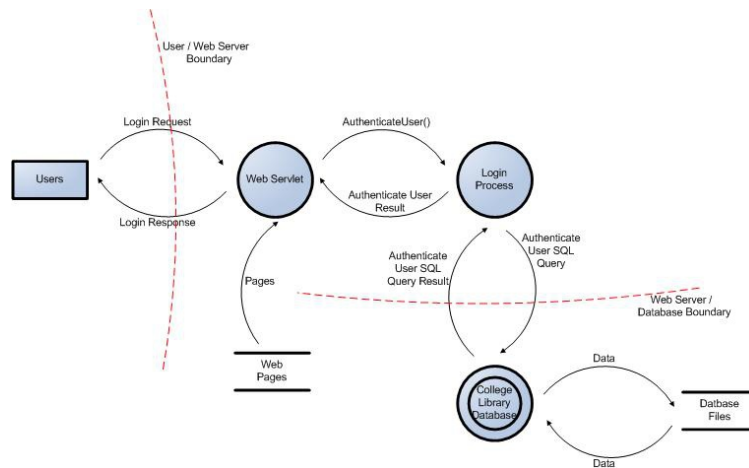 User / Web Server
Boundary
Login Request
AuthenticateUser()
Users
Web Servlet
Login
Process
Login Response
Authenticate User
Result
Authenticate
User SQL
Query Result
Authenticate
User SQL
Query
Pages
Web Server /
Database Boundary
Web
Pages
College
Library
Database
Data
Datbase
Files
Data